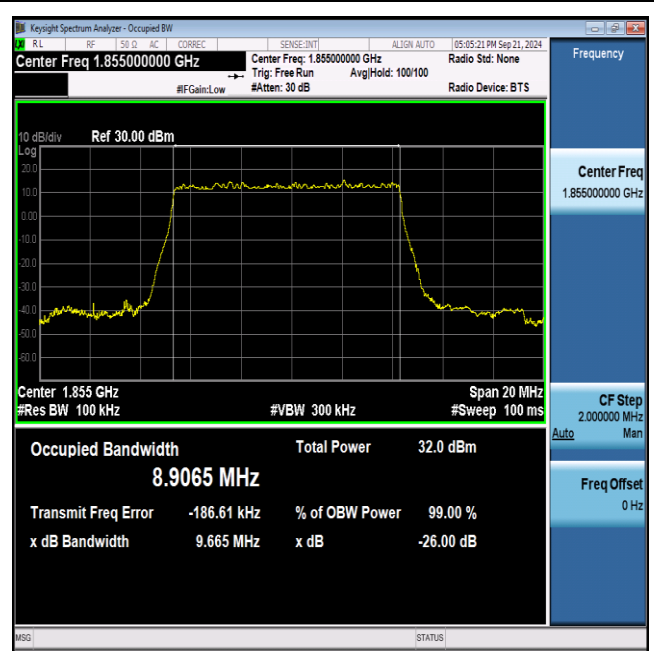 Keysight Spectrum Analyzer - Occupied BW
RL RF 50 Ω AC CORREC SENSE:INT ALIGN AUTO 05:05:21 PM Sep 21, 2024
Center Freq 1.855000000 GHz
Center Freq: 1.855000000 GHz Radio Std: None
Trig: Free Run Avg|Hold: 100/100
#IFGain:Low #Atten: 30 dB Radio Device: BTS
Frequency
10 dB/div Ref 30.00 dBm
Log
20.0
10.0
0.00
-10.0
-20.0
-30.0
-40.0
-50.0
-60.0
Center 1.855 GHz Span 20 MHz
#Res BW 100 kHz #VBW 300 kHz #Sweep 100 ms
Occupied Bandwidth Total Power 32.0 dBm
8.9065 MHz
Transmit Freq Error -186.61 kHz % of OBW Power 99.00 %
x dB Bandwidth 9.665 MHz x dB -26.00 dB
Center Freq
1.855000000 GHz
CF Step
2.000000 MHz
Auto Man
Freq Offset
0 Hz
MSG STATUS